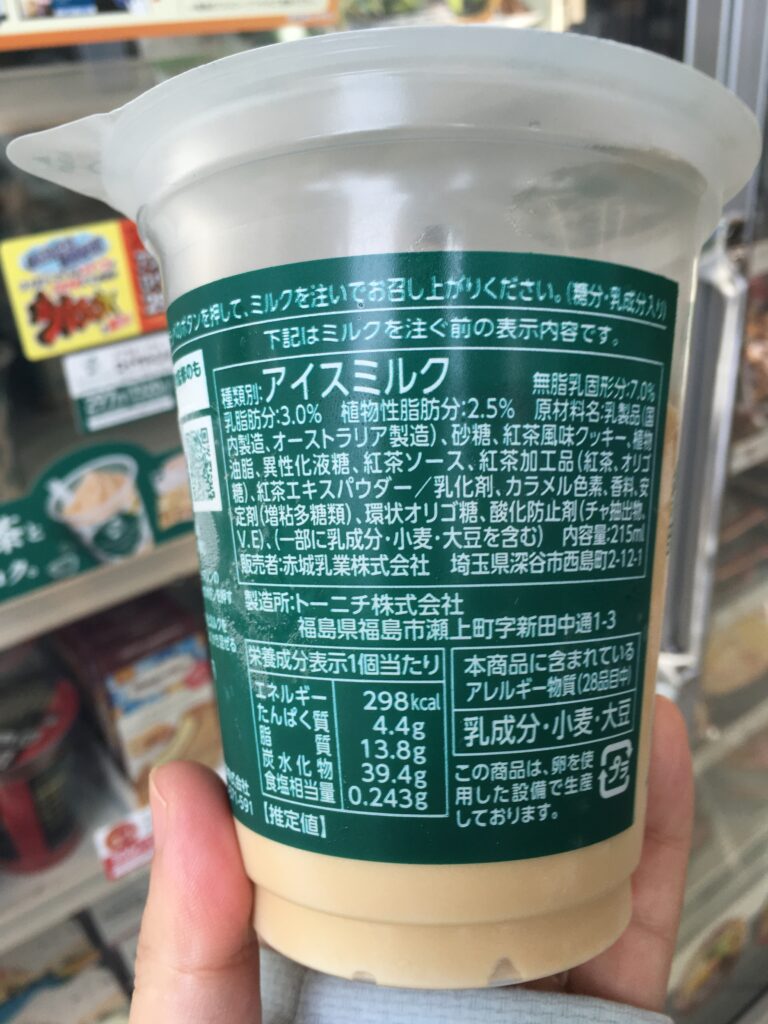 のボタンを押して、ミルクを注いでお召し上がりください。(糖分・乳成分入り)
下記はミルクを注ぐ前の表示内容です。
種類別:アイスミルク 無脂乳固形分:7.0%
乳脂肪分:3.0% 植物性脂肪分:2.5% 原材料名:乳製品(国
内製造、オーストラリア製造)、砂糖、紅茶風味クッキー、植物
油脂、異性化液糖、紅茶ソース、紅茶加工品(紅茶、オリゴ
糖)、紅茶エキスパウダー/乳化剤、カラメル色素、香料、安
定剤(増粘多糖類)、環状オリゴ糖、酸化防止剤(チャ抽出物、
V.E)、(一部に乳成分・小麦・大豆を含む) 内容量:215ml
販売者:赤城乳業株式会社 埼玉県深谷市西島町2-12-1
製造所:トーニチ株式会社
福島県福島市瀬上町字新田中通1-3
栄養成分表示1個当たり
エネルギー 298kcal
たんぱく質 4.4g
脂質 13.8g
炭水化物 39.4g
食塩相当量 0.243g
【推定値】
本商品に含まれている
アレルギー物質(28品目中)
乳成分・小麦・大豆
この商品は、卵を使
用した設備で生産
しております。
プラ